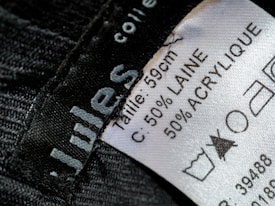 Jules
colle
Taille: 59cm
C: 50% LAINE
50% ACRYLIQUE
R: 39488